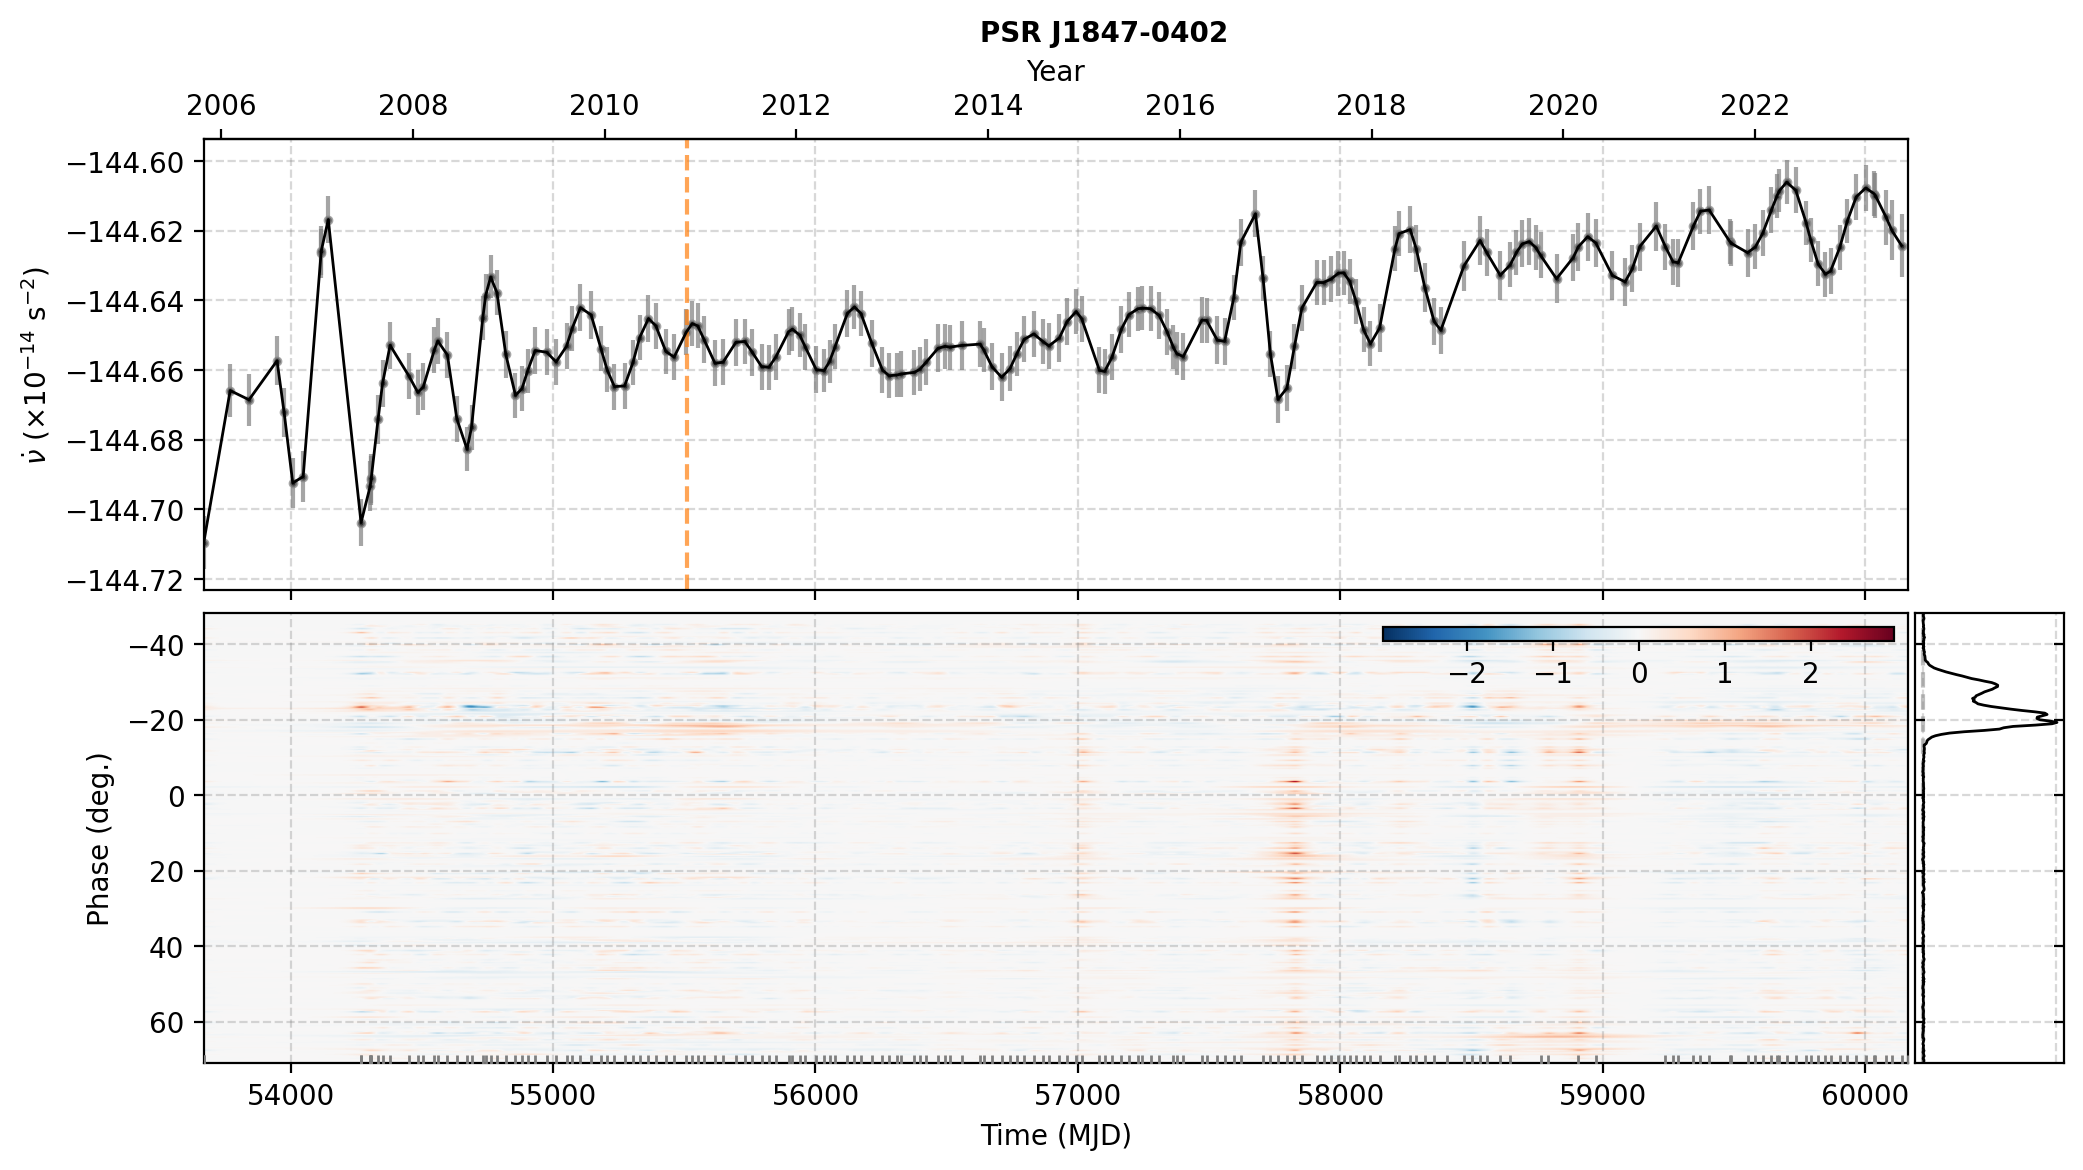 PSR J1847-0402
Year
2006 2008 2010 2012 2014 2016 2018 2020 2022
ν̇ (×10⁻¹⁴ s⁻²)
−144.60
−144.62
−144.64
−144.66
−144.68
−144.70
−144.72
−2 −1 0 1 2
Phase (deg.)
−40
−20
0
20
40
60
54000 55000 56000 57000 58000 59000 60000
Time (MJD)